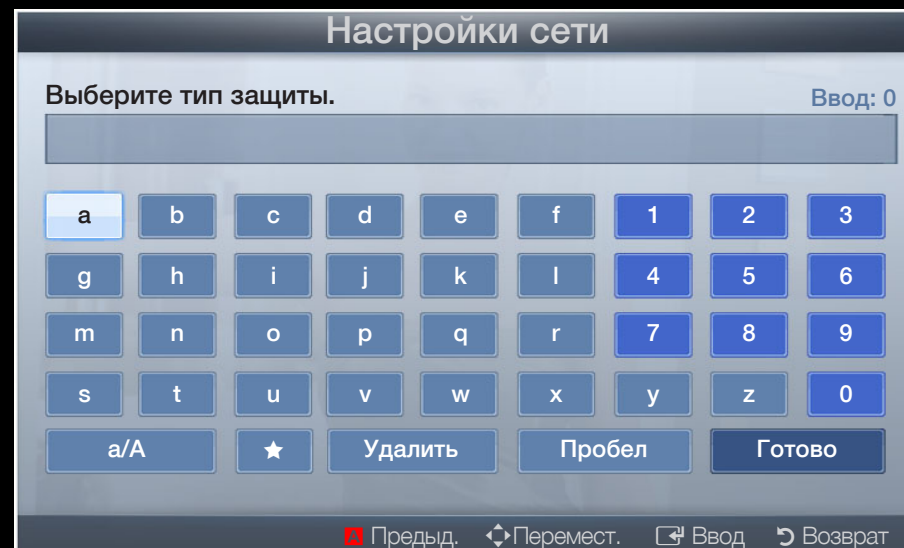 Настройки сети
Выберите тип защиты.
Ввод: 0
a b c d e f 1 2 3
g h i j k l 4 5 6
m n o p q r 7 8 9
s t u v w x y z 0
a/A ★ Удалить Пробел Готово
A Предыд. Перемест. Ввод Возврат